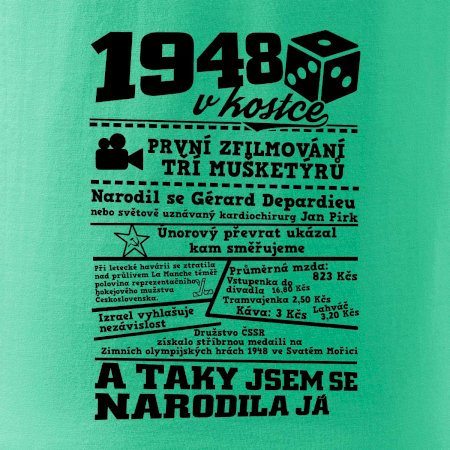 1948
v kostce
PRVNÍ ZFILMOVÁNÍ
TŘÍ MUŠKETÝRŮ
Narodil se Gérard Depardieu
nebo světově uznávaný kardiochirurg Jan Pirk
Únorový převrat ukázal
kam směřujeme
Při letecké havárii se ztratila
nad průlivem La Manche téměř
polovina reprezentačního
hokejového mužstva
Československa.
Průměrná mzda:
823 Kčs
Vstupenka do
divadla 16,80 Kčs
Tramvajenka 2,50 Kčs
Káva: 3 Kčs
Lahváč
3,20 Kčs
Izrael vyhlašuje
nezávislost
Družstvo ČSSR
získalo stříbrnou medaili na
Zimních olympijských hrách 1948 ve Svatém Mořici
A TAKY JSEM SE
NARODILA JÁ